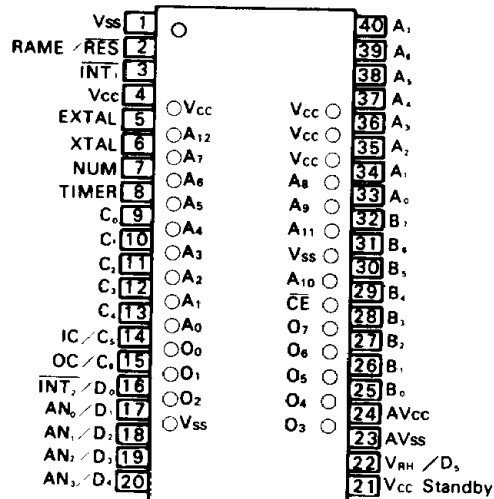 Vss 1
RAME / RES 2
INT₁ 3
Vcc 4
EXTAL 5
XTAL 6
NUM 7
TIMER 8
C₀ 9
C₁ 10
C₂ 11
C₃ 12
C₄ 13
IC / C₅ 14
OC / C₆ 15
INT₂ / D₀ 16
AN₀ / D₁ 17
AN₁ / D₂ 18
AN₂ / D₃ 19
AN₃ / D₄ 20
Vcc
A₁₂
A₇
A₆
A₅
A₄
A₃
A₂
A₁
A₀
O₀
O₁
O₂
Vss
Vcc
Vcc
Vcc
A₈
A₉
A₁₁
Vss
A₁₀
CE
O₇
O₆
O₅
O₄
O₃
40 A₇
39 A₆
38 A₅
37 A₄
36 A₃
35 A₂
34 A₁
33 A₀
32 B₇
31 B₆
30 B₅
29 B₄
28 B₃
27 B₂
26 B₁
25 B₀
24 AVcc
23 AVss
22 VRH / D₅
21 Vcc Standby